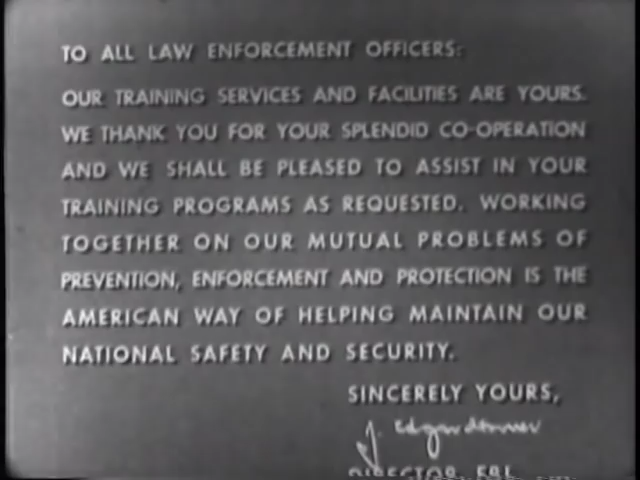 TO ALL LAW ENFORCEMENT OFFICERS:
OUR TRAINING SERVICES AND FACILITIES ARE YOURS.
WE THANK YOU FOR YOUR SPLENDID CO-OPERATION
AND WE SHALL BE PLEASED TO ASSIST IN YOUR
TRAINING PROGRAMS AS REQUESTED. WORKING
TOGETHER ON OUR MUTUAL PROBLEMS OF
PREVENTION, ENFORCEMENT AND PROTECTION IS THE
AMERICAN WAY OF HELPING MAINTAIN OUR
NATIONAL SAFETY AND SECURITY.
SINCERELY YOURS,
J. Edgar Hoover
DIRECTOR, FBI